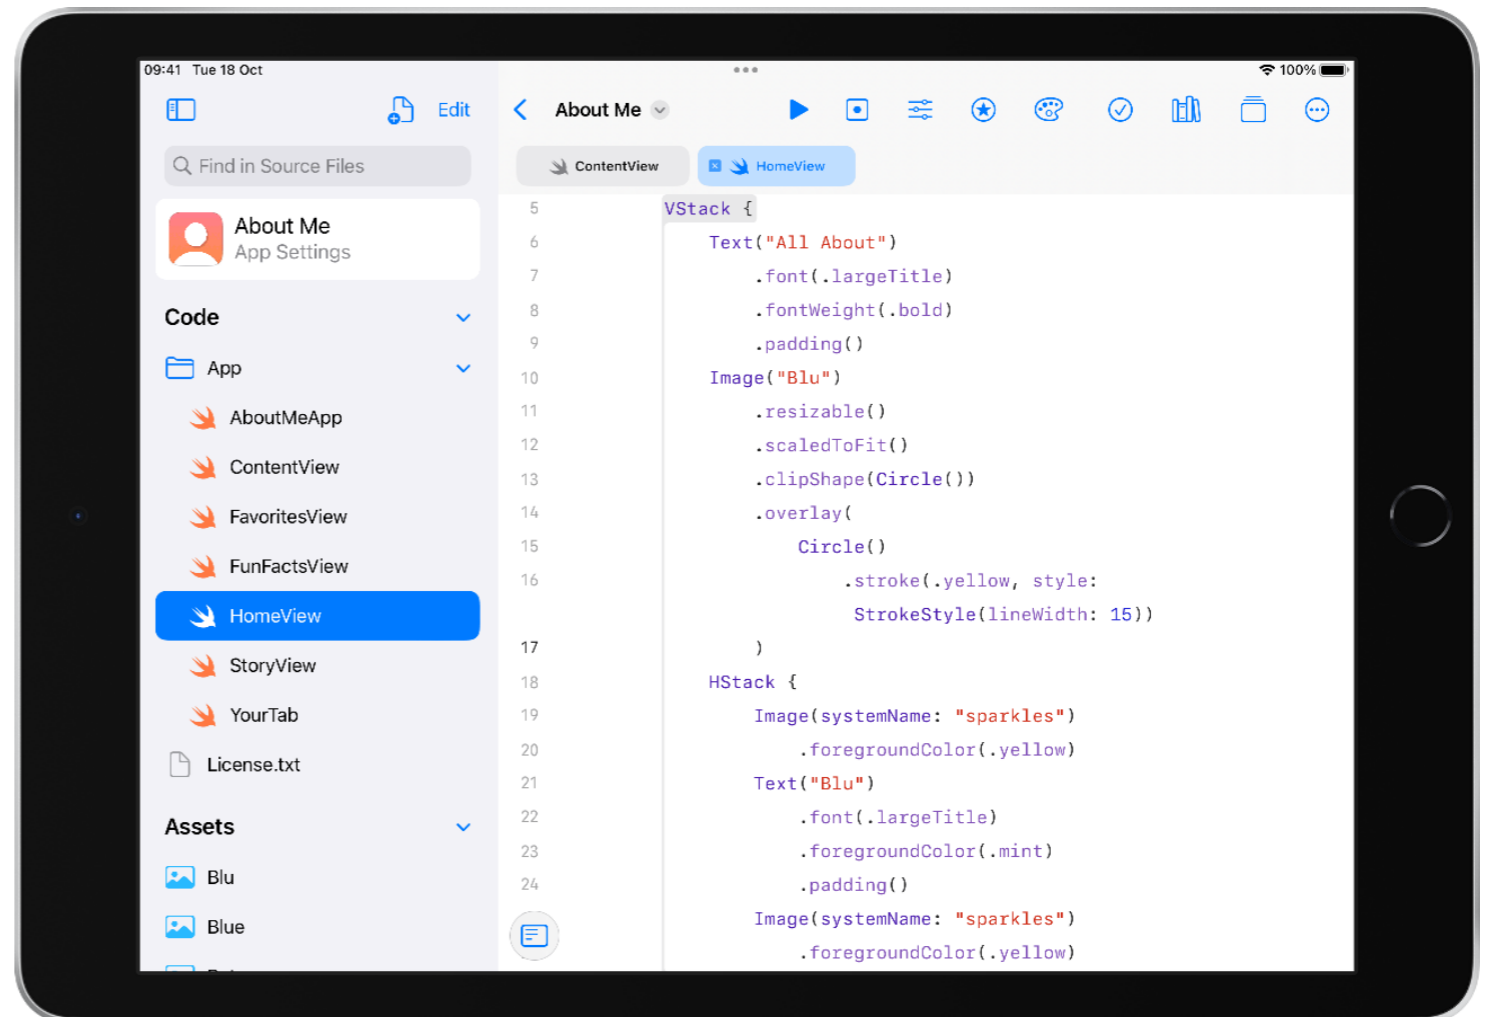 09:41 Tue 18 Oct
100%
Edit
About Me
Find in Source Files
ContentView
HomeView
About Me
App Settings
Code
App
AboutMeApp
ContentView
FavoritesView
FunFactsView
HomeView
StoryView
YourTab
License.txt
Assets
Blu
Blue
5 VStack {
6 Text("All About")
7 .font(.largeTitle)
8 .fontWeight(.bold)
9 .padding()
10 Image("Blu")
11 .resizable()
12 .scaledToFit()
13 .clipShape(Circle())
14 .overlay(
15 Circle()
16 .stroke(.yellow, style:
StrokeStyle(lineWidth: 15))
17 )
18 HStack {
19 Image(systemName: "sparkles")
20 .foregroundColor(.yellow)
21 Text("Blu")
22 .font(.largeTitle)
23 .foregroundColor(.mint)
24 .padding()
Image(systemName: "sparkles")
.foregroundColor(.yellow)